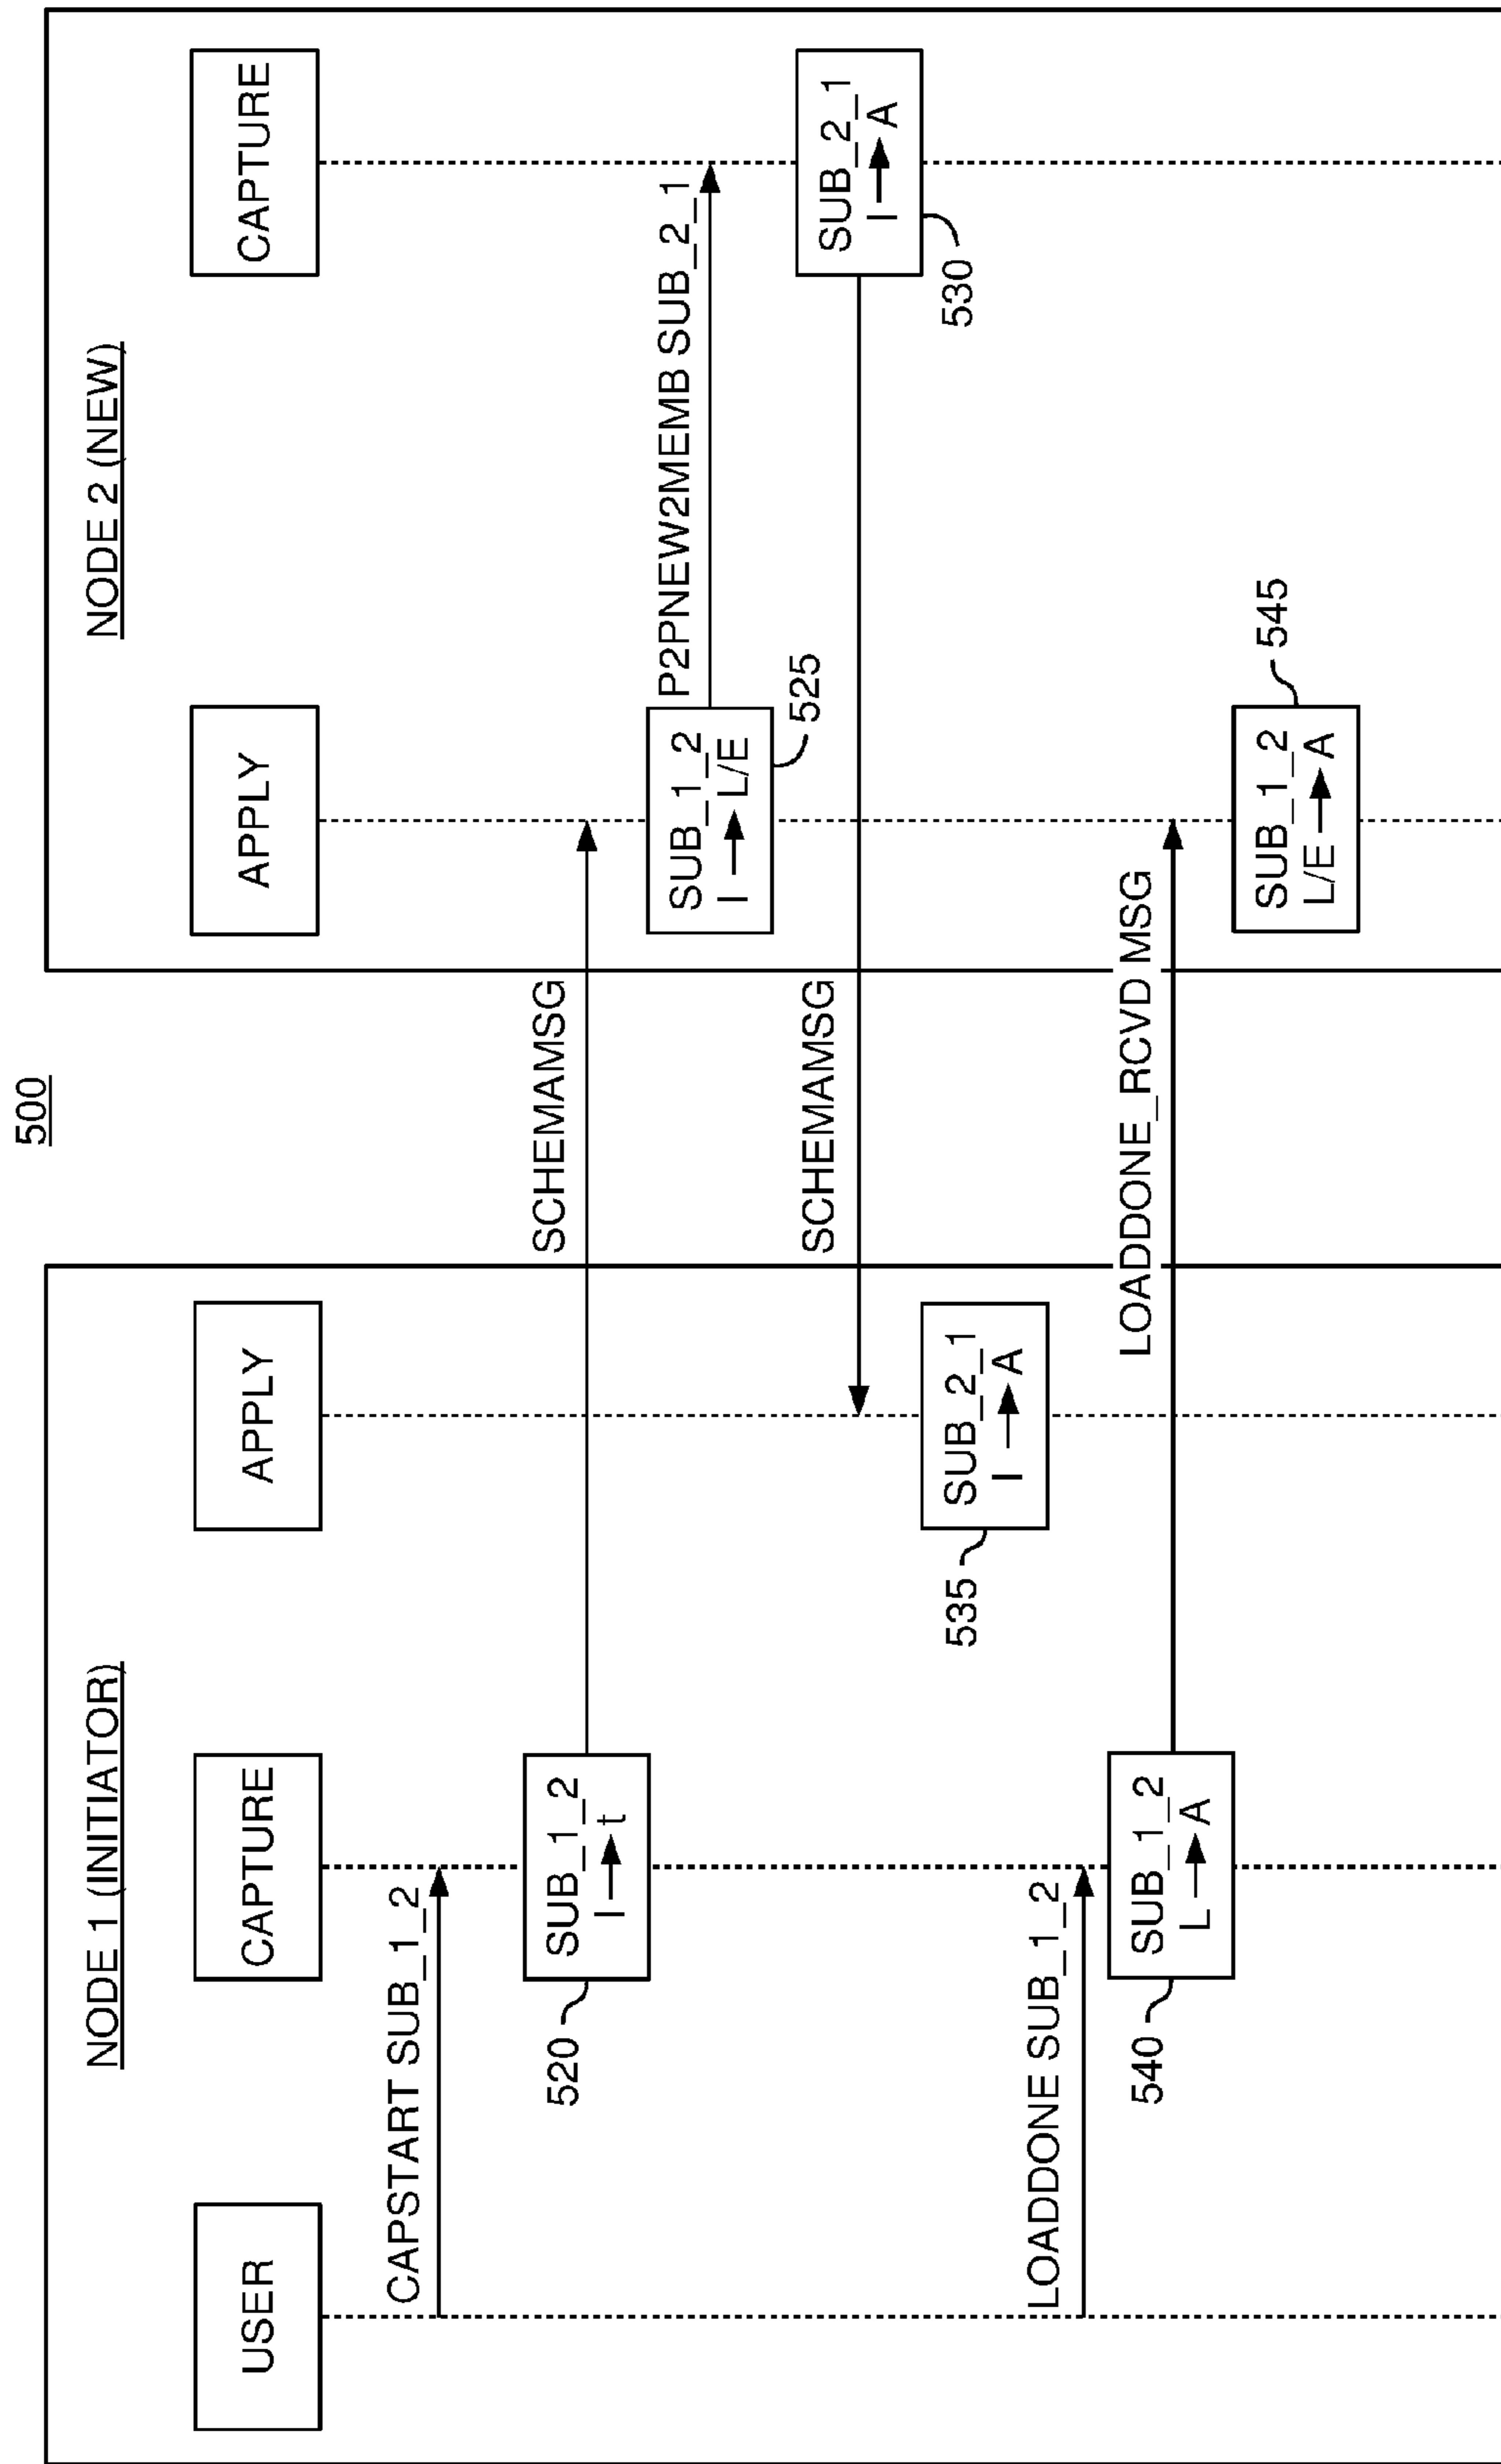 500
NODE 1 (INITIATOR)
NODE 2 (NEW)
USER
CAPTURE
APPLY
APPLY
CAPTURE
CAPSTART SUB_1_2
SUB_1_2
I → t
520
SCHEMAMSG
SUB_1_2
I → L/E
525
P2PNEW2MEMB SUB_2_1
SUB_2_1
I → A
530
SCHEMAMSG
SUB_2_1
I → A
535
LOADDONE SUB_1_2
SUB_1_2
L → A
540
LOADDONE_RCVD MSG
SUB_1_2
L/E → A
545